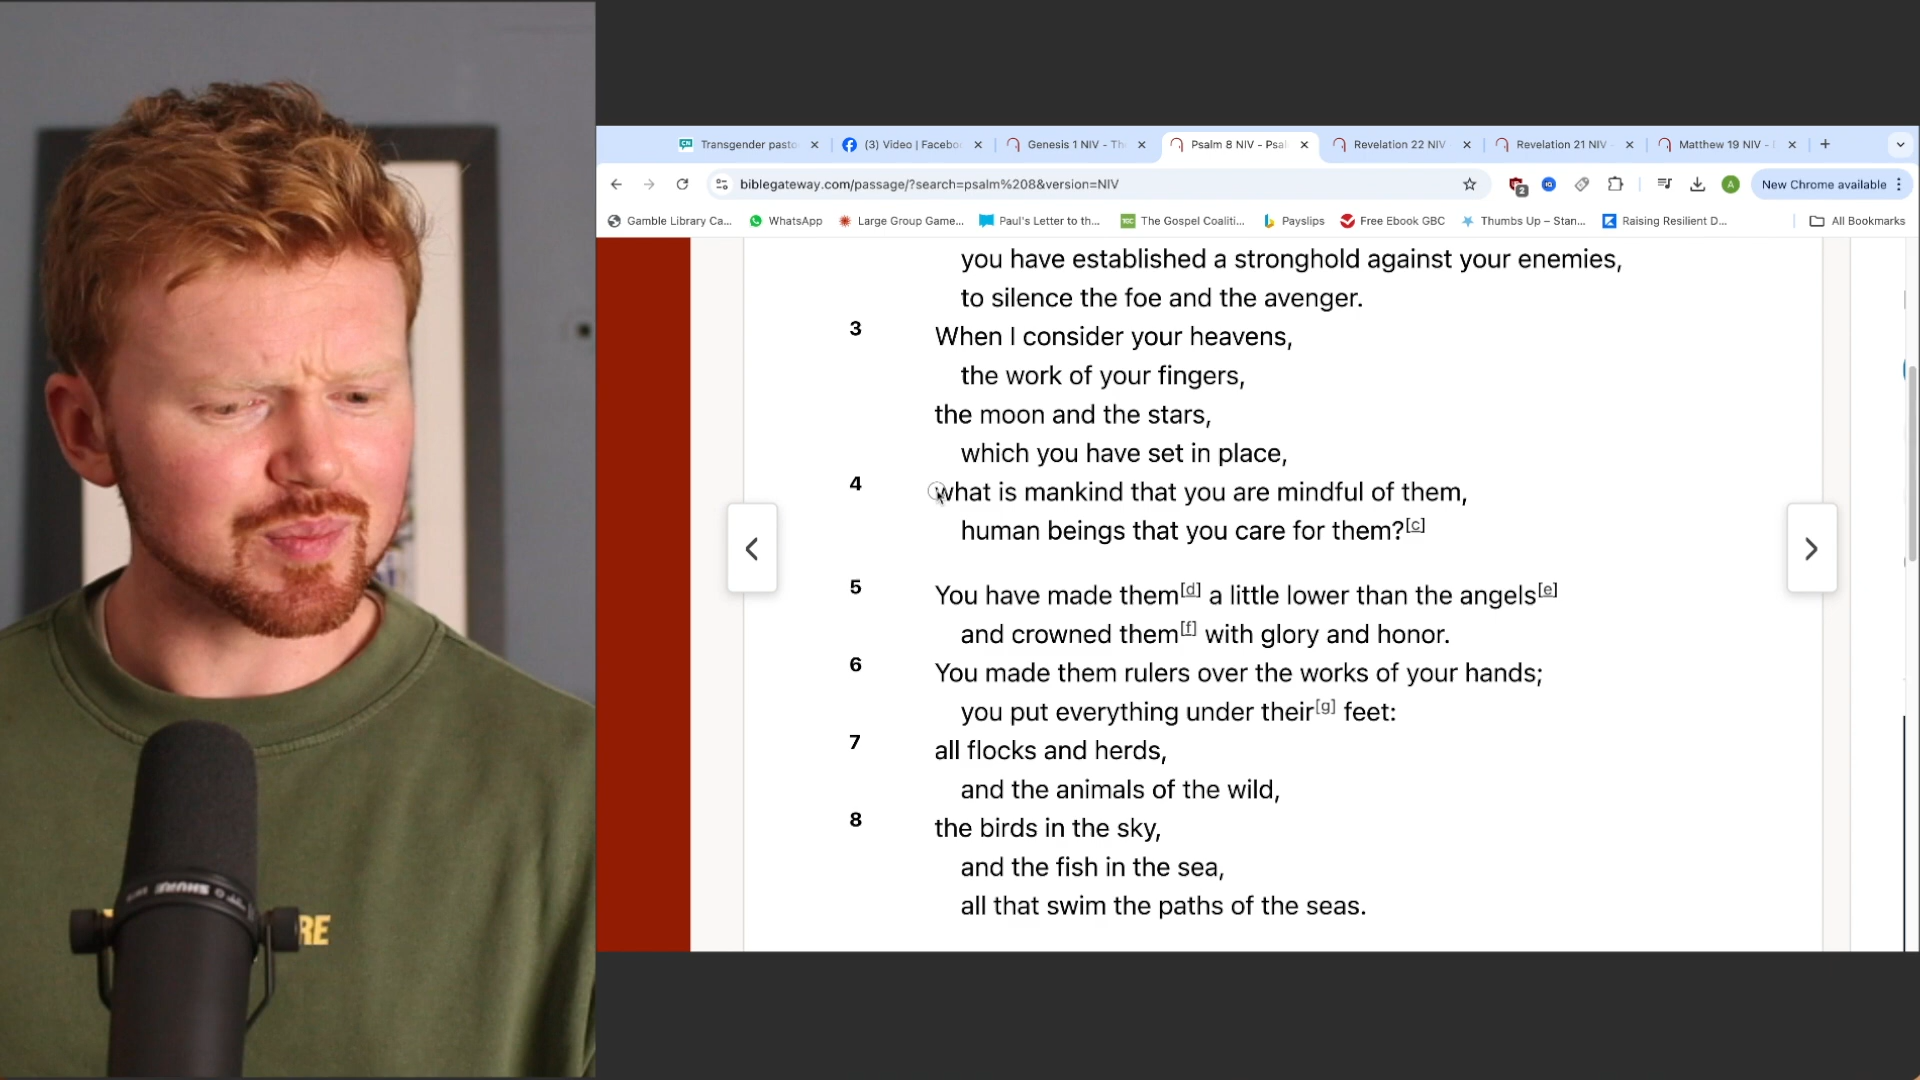 Transgender pasto
(3) Video | Facebo
Genesis 1 NIV - Th
Psalm 8 NIV - Psal
Revelation 22 NIV
Revelation 21 NIV -
Matthew 19 NIV -
biblegateway.com/passage/?search=psalm%208&version=NIV
2
A
New Chrome available
Gamble Library Ca...
WhatsApp
Large Group Game...
Paul's Letter to th...
TGC
The Gospel Coaliti...
Payslips
Free Ebook GBC
Thumbs Up – Stan...
Raising Resilient D...
All Bookmarks
you have established a stronghold against your enemies,
to silence the foe and the avenger.
3 When I consider your heavens,
the work of your fingers,
the moon and the stars,
which you have set in place,
4 what is mankind that you are mindful of them,
human beings that you care for them?[c]
5 You have made them[d] a little lower than the angels[e]
and crowned them[f] with glory and honor.
6 You made them rulers over the works of your hands;
you put everything under their[g] feet:
7 all flocks and herds,
and the animals of the wild,
8 the birds in the sky,
and the fish in the sea,
all that swim the paths of the seas.
SHURE
RE